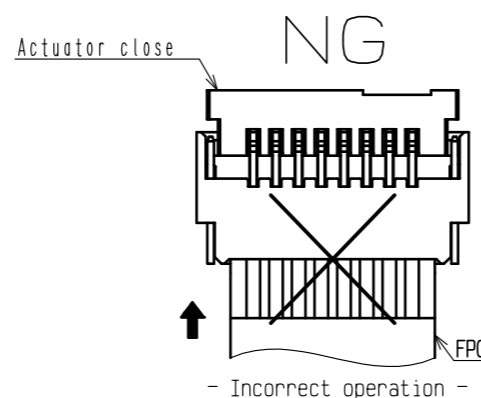 NG
Actuator close
FPC
- Incorrect operation -